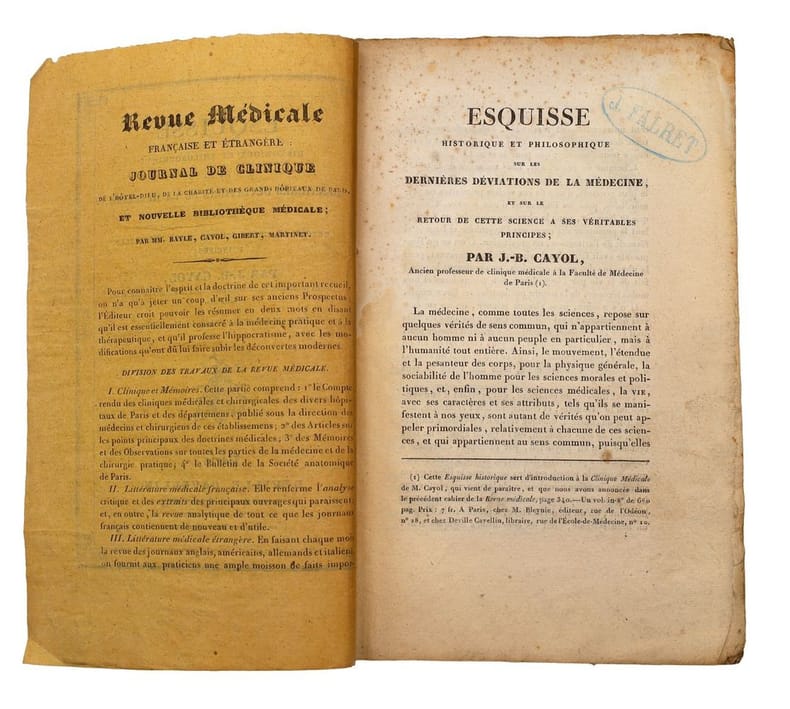 Revue Médicale
FRANÇAISE ET ÉTRANGÈRE :
JOURNAL DE CLINIQUE
DE L'HÔTEL-DIEU, DE LA CHARITÉ ET DES GRANDS HÔPITAUX DE PARIS,
ET NOUVELLE BIBLIOTHÈQUE MÉDICALE ;
PAR MM. BAYLE, CAYOL, GIBERT, MARTINET.
Pour connaître l'esprit et la doctrine de cet important recueil,
on n'a qu'à jeter un coup d'œil sur ses anciens Prospectus.
l'Éditeur croit pouvoir les résumer en deux mots en disant
qu'il est essentiellement consacré à la médecine pratique et à la
thérapeutique, et qu'il professe l'hippocratisme, avec les mo-
difications qu'ont dû lui faire subir les découvertes modernes.
DIVISION DES TRAVAUX DE LA REVUE MÉDICALE.
I. Clinique et Mémoires. Cette partie comprend : 1° le Compte
rendu des cliniques médicales et chirurgicales des divers hôpi-
taux de Paris et des départemens, publié sous la direction des
médecins et chirurgiens de ces établissemens ; 2° des Articles sur
les points principaux des doctrines médicales ; 3° des Mémoires
et des Observations sur toutes les parties de la médecine et de la
chirurgie pratique; 4° le Bulletin de la Société anatomique
de Paris.
II. Littérature médicale française. Elle renferme l'analyse
critique et des extraits des principaux ouvrages qui paraissent,
et, en outre, la revue analytique de tout ce que les journaux
français contiennent de nouveau et d'utile.
III. Littérature médicale étrangère. En faisant chaque mois
la revue des journaux anglais, américains, allemands et italiens
on fournit aux praticiens une ample moisson de faits impor-
J. FALRET
ESQUISSE
HISTORIQUE ET PHILOSOPHIQUE
SUR LES
DERNIÈRES DÉVIATIONS DE LA MÉDECINE,
ET SUR LE
RETOUR DE CETTE SCIENCE A SES VÉRITABLES
PRINCIPES ;
PAR J.-B. CAYOL,
Ancien professeur de clinique médicale à la Faculté de Médecine
de Paris (1).
La médecine, comme toutes les sciences, repose sur
quelques vérités de sens commun, qui n'appartiennent à
aucun homme ni à aucun peuple en particulier, mais à
l'humanité tout entière. Ainsi, le mouvement, l'étendue
et la pesanteur des corps, pour la physique générale, la
sociabilité de l'homme pour les sciences morales et poli-
tiques, et, enfin, pour les sciences médicales, la VIE,
avec ses caractères et ses attributs, tels qu'ils se mani-
festent à nos yeux, sont autant de vérités qu'on peut ap-
peler primordiales, relativement à chacune de ces scien-
ces, et qui appartiennent au sens commun, puisqu'elles
(1) Cette Esquisse historique sert d'introduction à la Clinique Médicale
de M. Cayol, qui vient de paraître, et que nous avons annoncée dans
le précédent cahier de la Revue médicale, page 340.—Un vol. in-8° de 680
pag. Prix : 7 fr. A Paris, chez M. Bleynie, éditeur, rue de l'Odéon,
n° 28, et chez Deville Cavellin, libraire, rue de l'École-de-Médecine, n° 10.